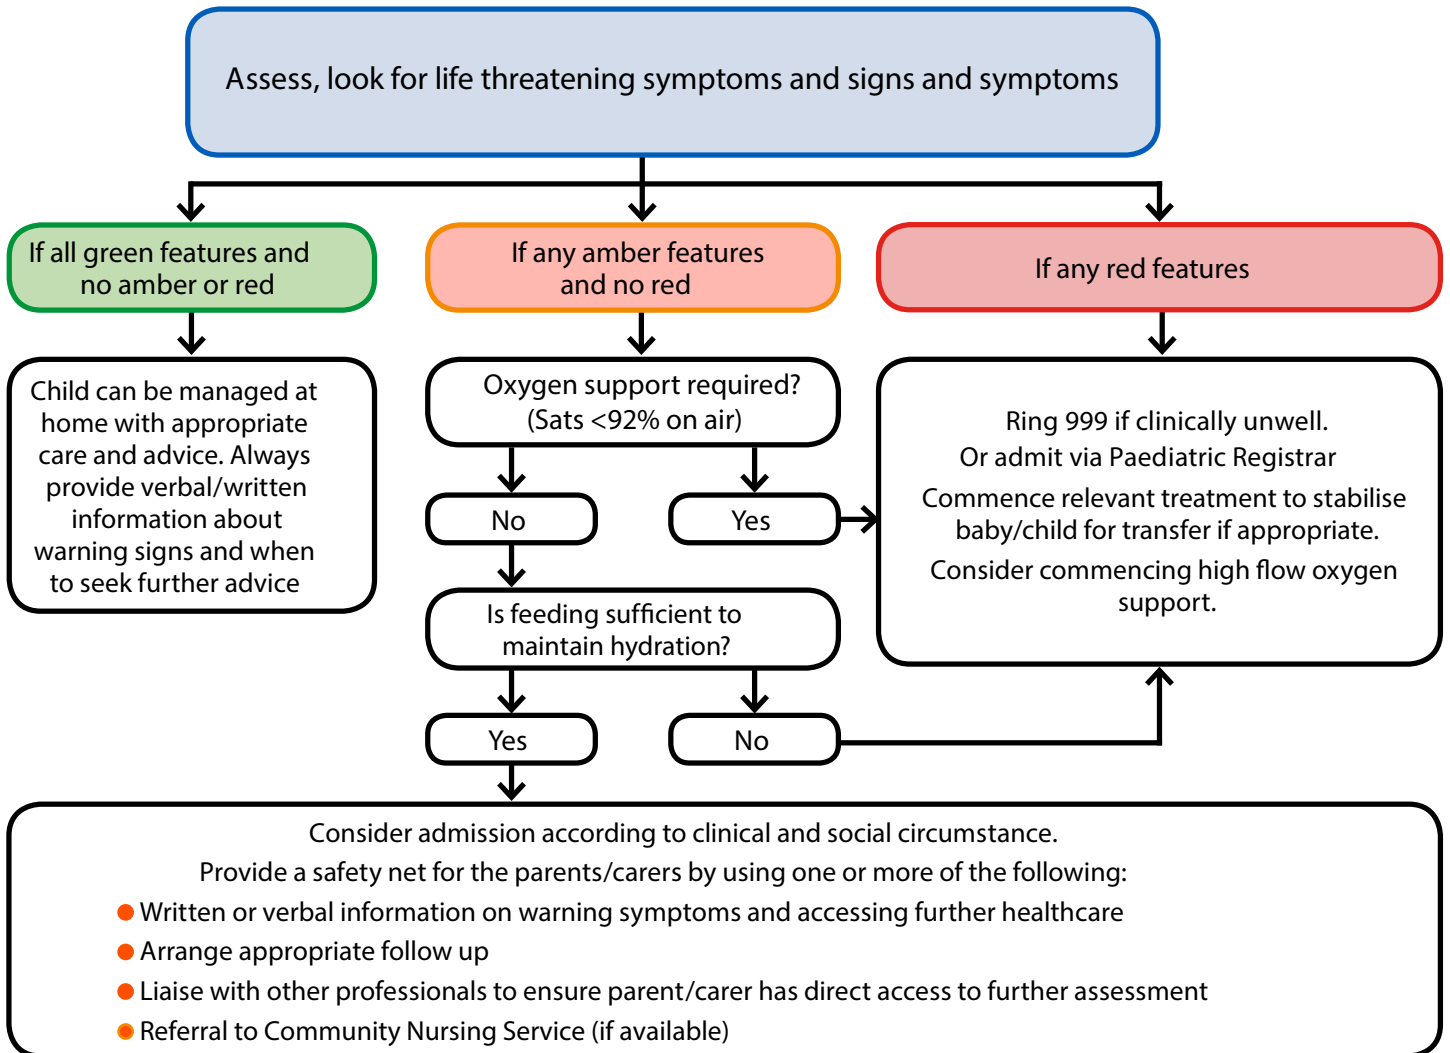 Assess, look for life threatening symptoms and signs and symptoms
If all green features and
no amber or red
If any amber features
and no red
If any red features
Child can be managed at
home with appropriate
care and advice. Always
provide verbal/written
information about
warning signs and when
to seek further advice
Oxygen support required?
(Sats <92% on air)
No
Yes
Ring 999 if clinically unwell.
Or admit via Paediatric Registrar
Commence relevant treatment to stabilise
baby/child for transfer if appropriate.
Consider commencing high flow oxygen
support.
Is feeding sufficient to
maintain hydration?
Yes
No
Consider admission according to clinical and social circumstance.
Provide a safety net for the parents/carers by using one or more of the following:
Written or verbal information on warning symptoms and accessing further healthcare
Arrange appropriate follow up
Liaise with other professionals to ensure parent/carer has direct access to further assessment
Referral to Community Nursing Service (if available)